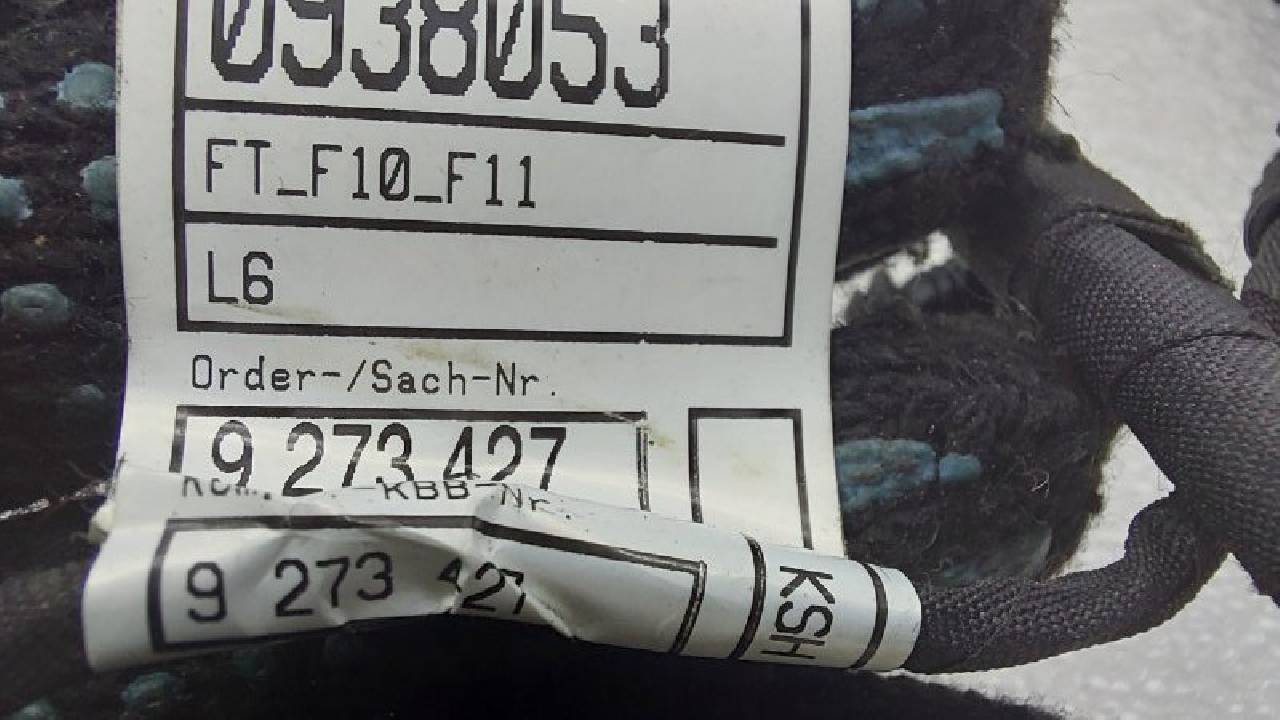 0938053
FT_F10_F11
L6
Order-/Sach-Nr.
9 273 427
KBB-Nr.
9 273 427
KSH